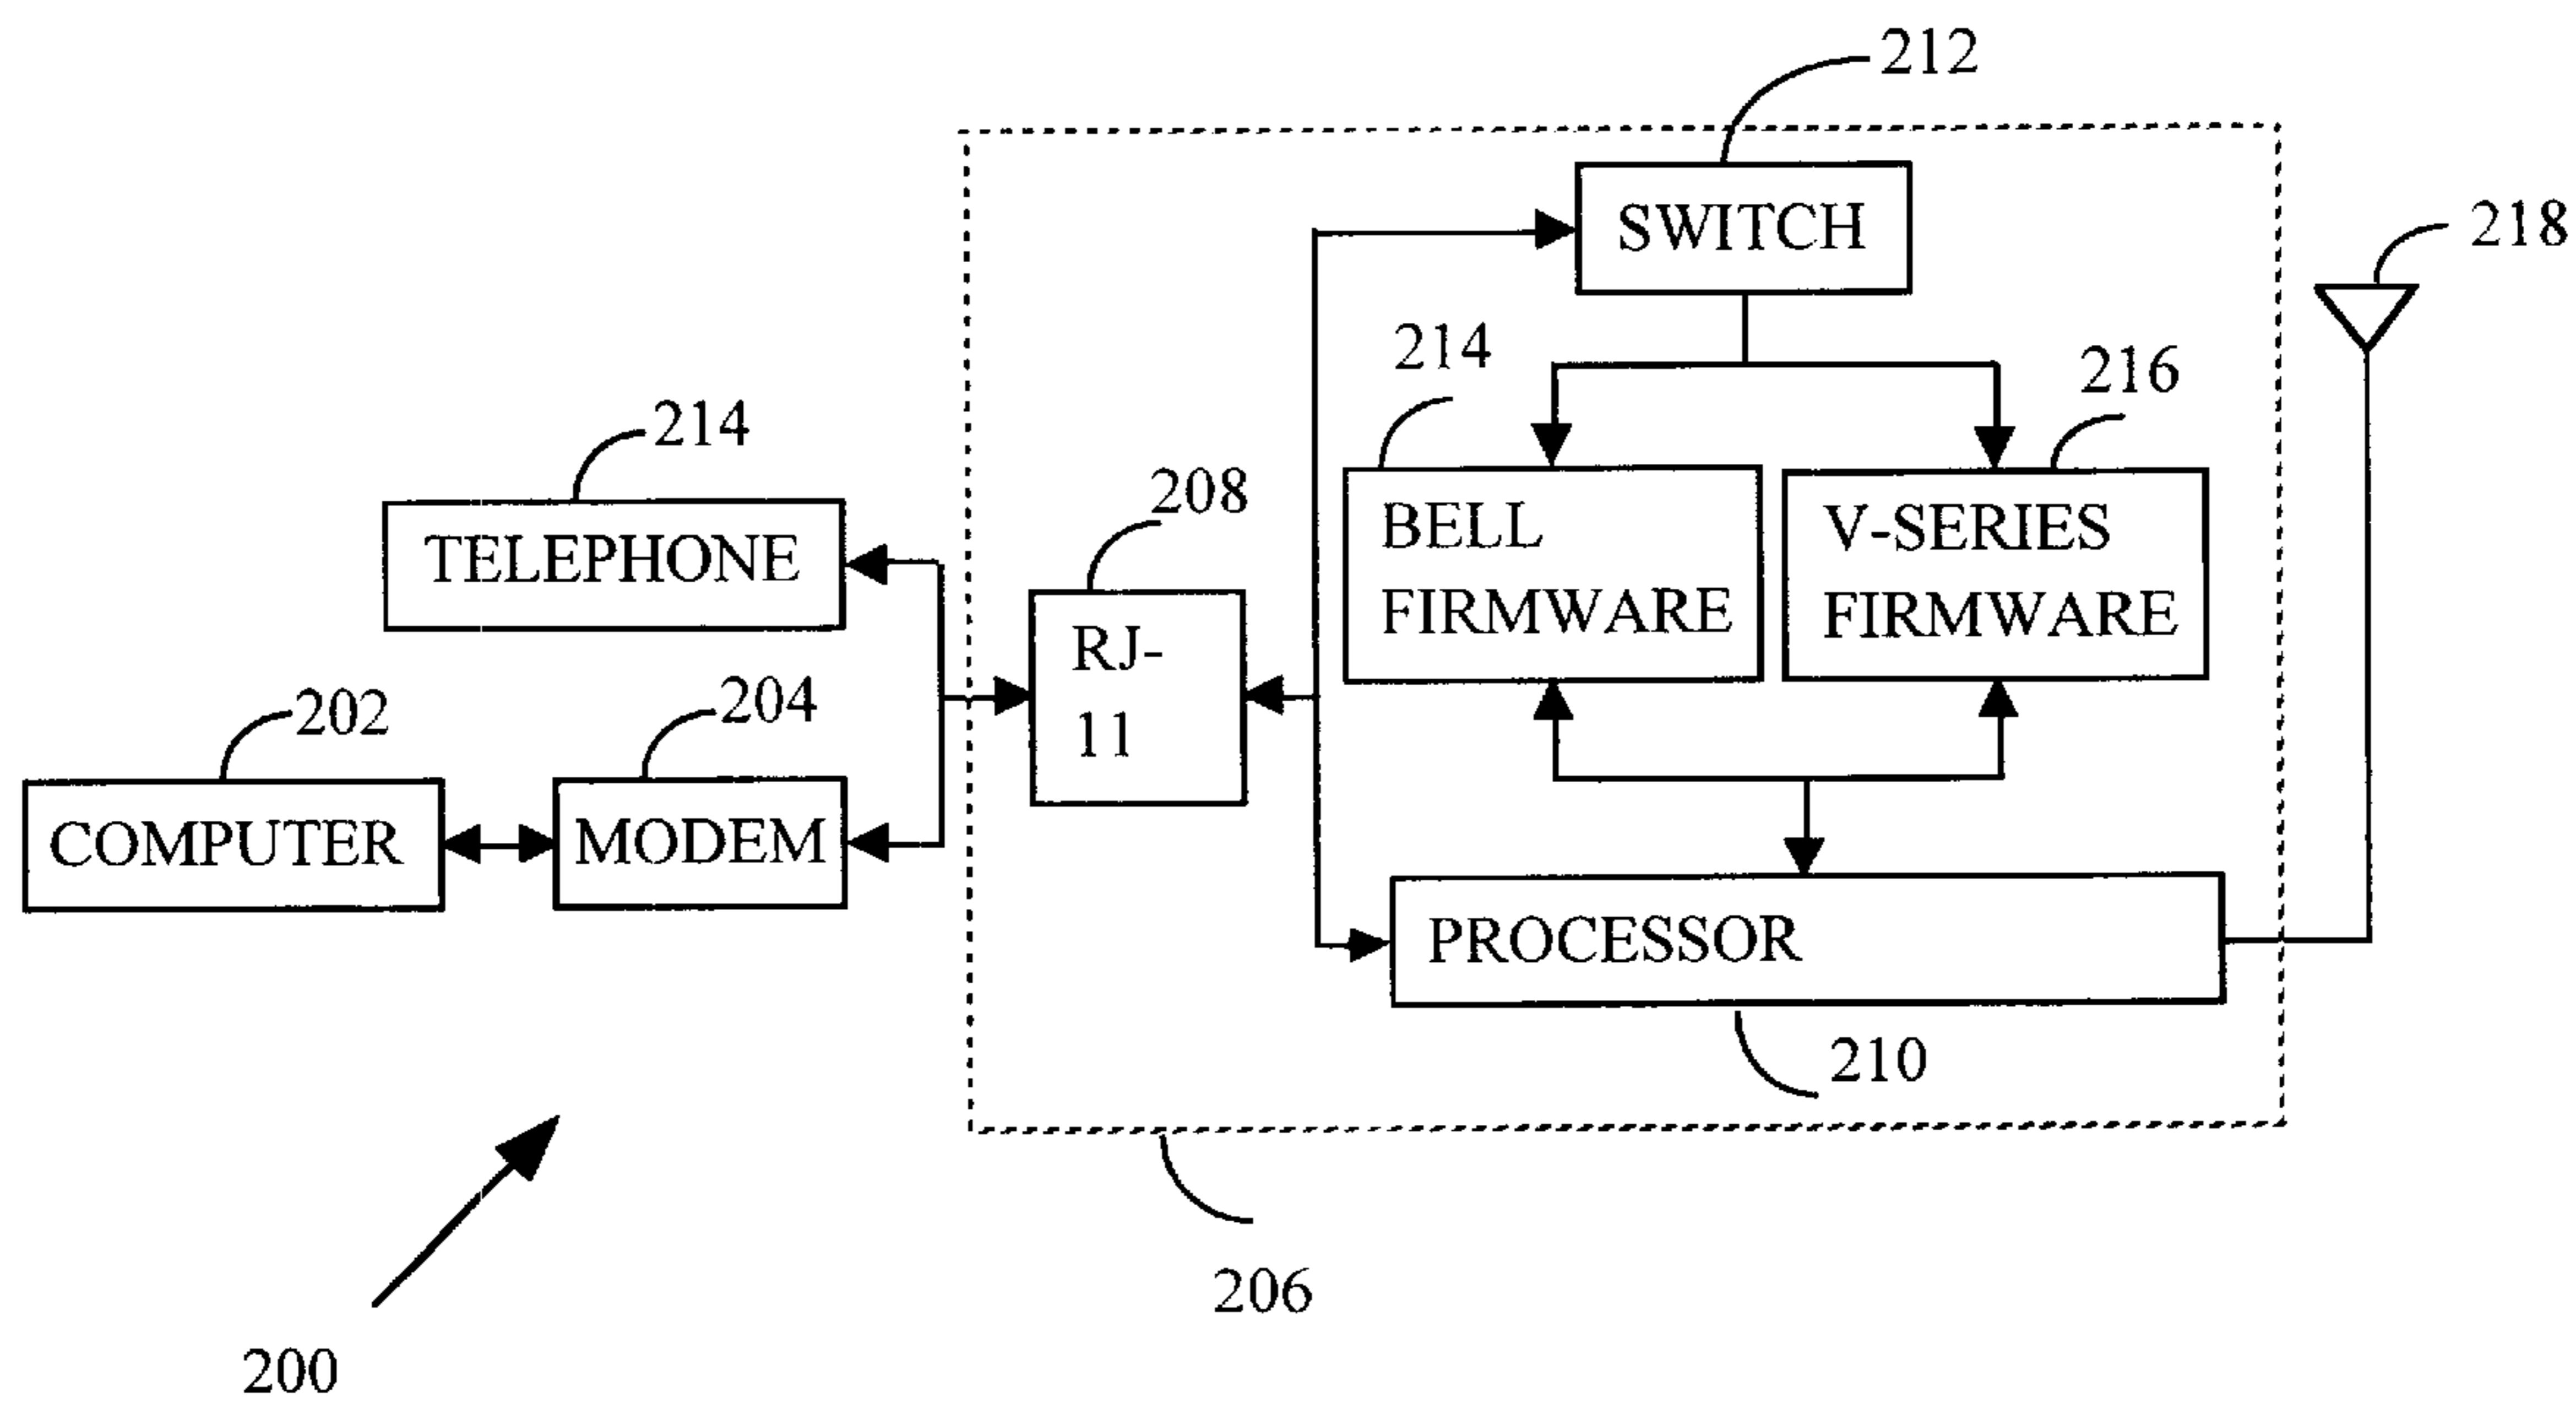 212
SWITCH
218
214
BELL
FIRMWARE
216
V-SERIES
FIRMWARE
214
TELEPHONE
208
RJ-
11
202
COMPUTER
204
MODEM
PROCESSOR
210
206
200